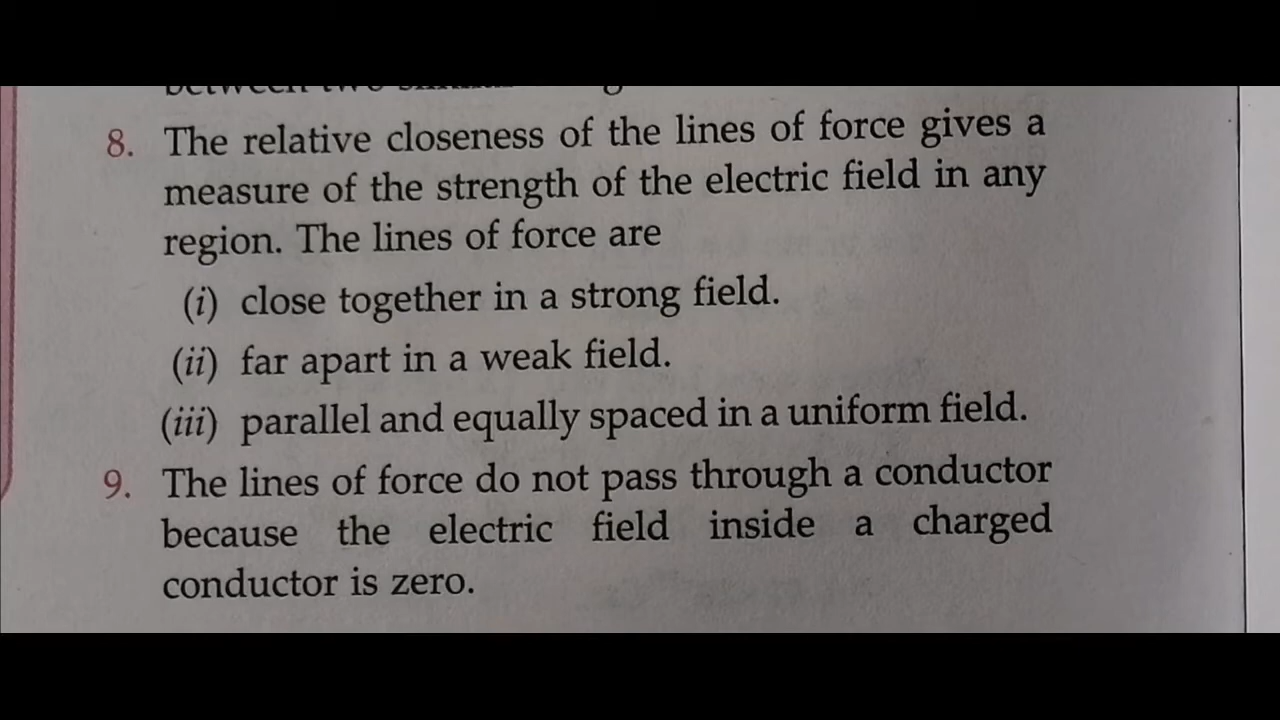 8. The relative closeness of the lines of force gives a
measure of the strength of the electric field in any
region. The lines of force are
(i) close together in a strong field.
(ii) far apart in a weak field.
(iii) parallel and equally spaced in a uniform field.
9. The lines of force do not pass through a conductor
because the electric field inside a charged
conductor is zero.